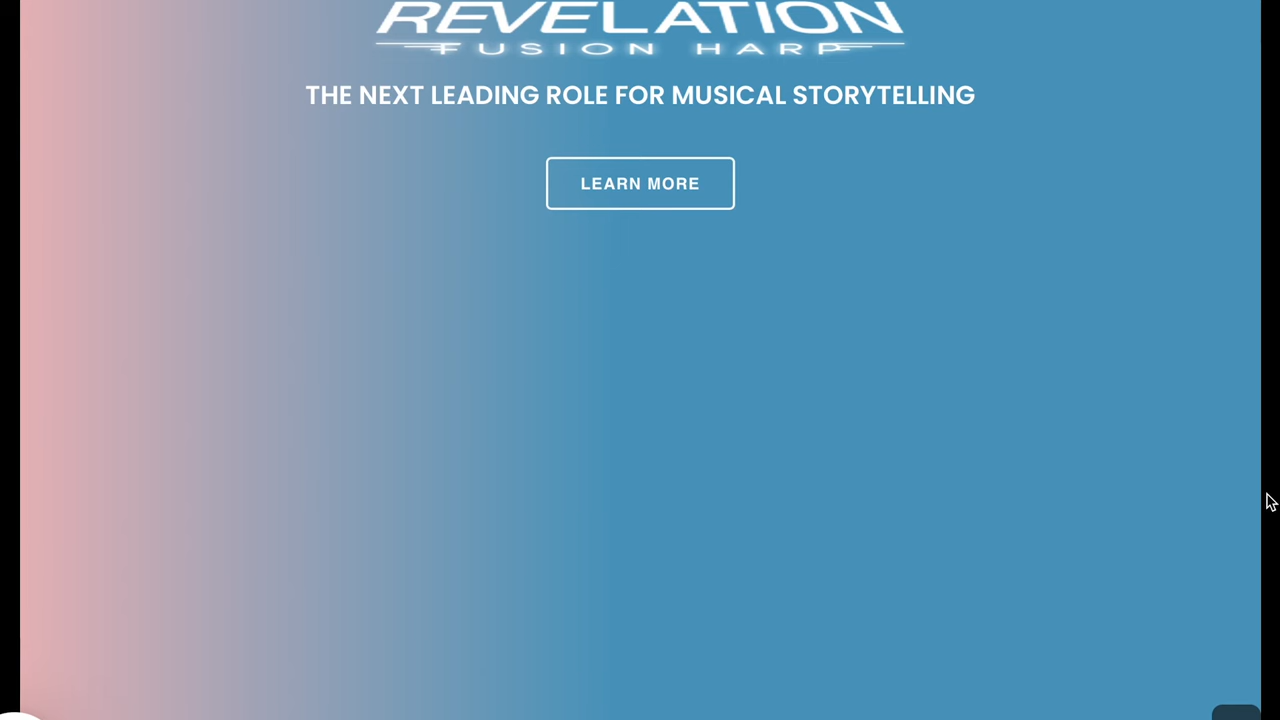 REVELATION
FUSION HARP
THE NEXT LEADING ROLE FOR MUSICAL STORYTELLING
LEARN MORE